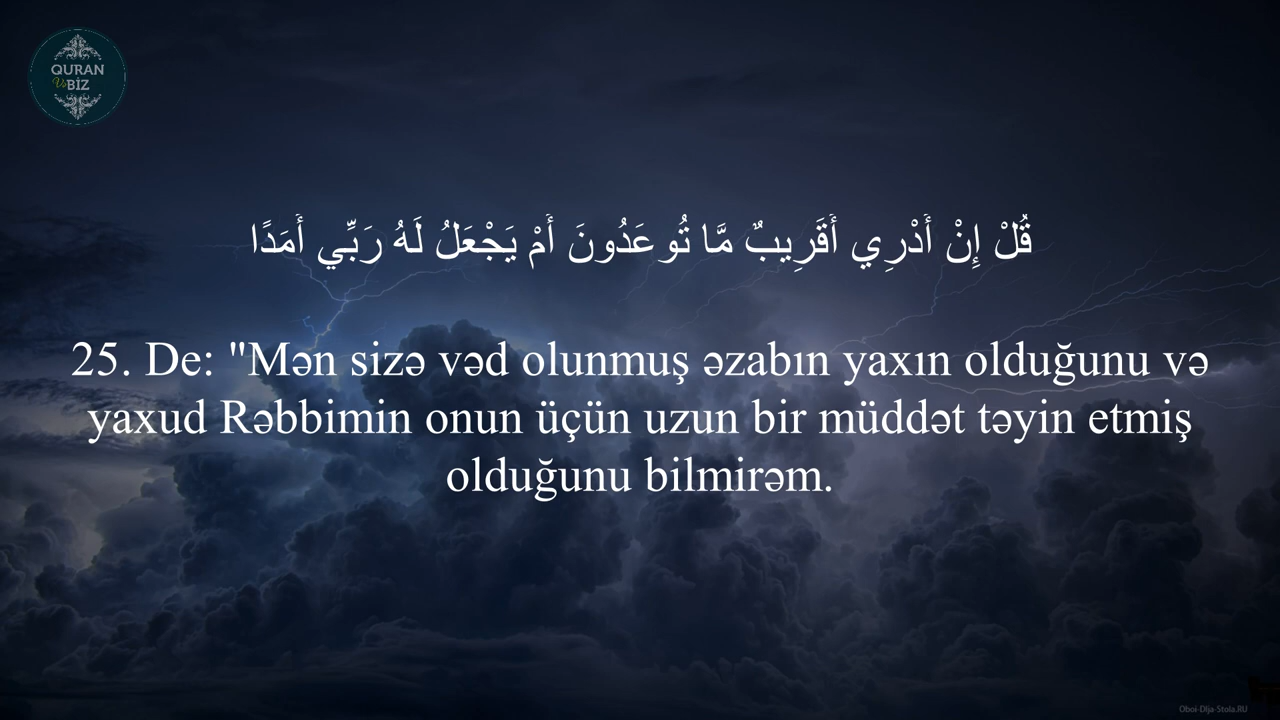 QURAN
Və BİZ
قُلْ إِنْ أَدْرِي أَقَرِيبٌ مَّا تُوعَدُونَ أَمْ يَجْعَلُ لَهُ رَبِّي أَمَدًا
25. De: "Mən sizə vəd olunmuş əzabın yaxın olduğunu və
yaxud Rəbbimin onun üçün uzun bir müddət təyin etmiş
olduğunu bilmirəm.
Oboi-Dlja-Stola.RU